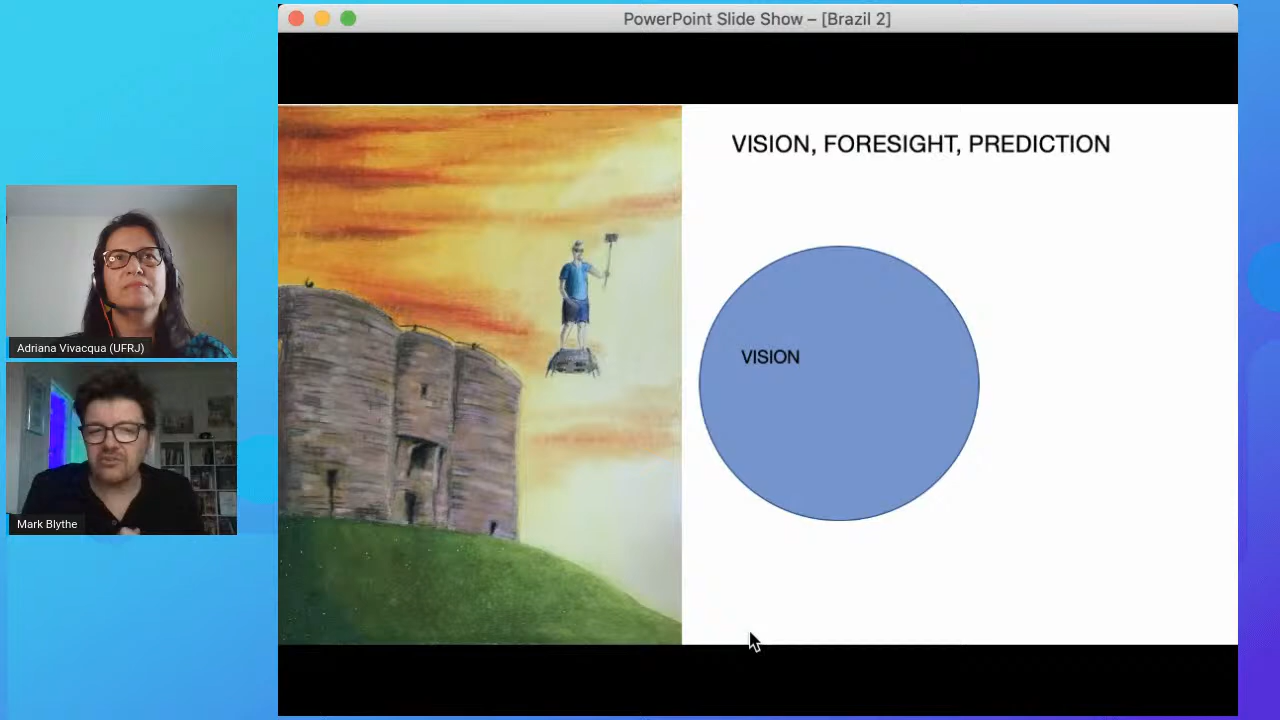 PowerPoint Slide Show – [Brazil 2]
VISION, FORESIGHT, PREDICTION
VISION
Adriana Vivacqua (UFRJ)
Mark Blythe